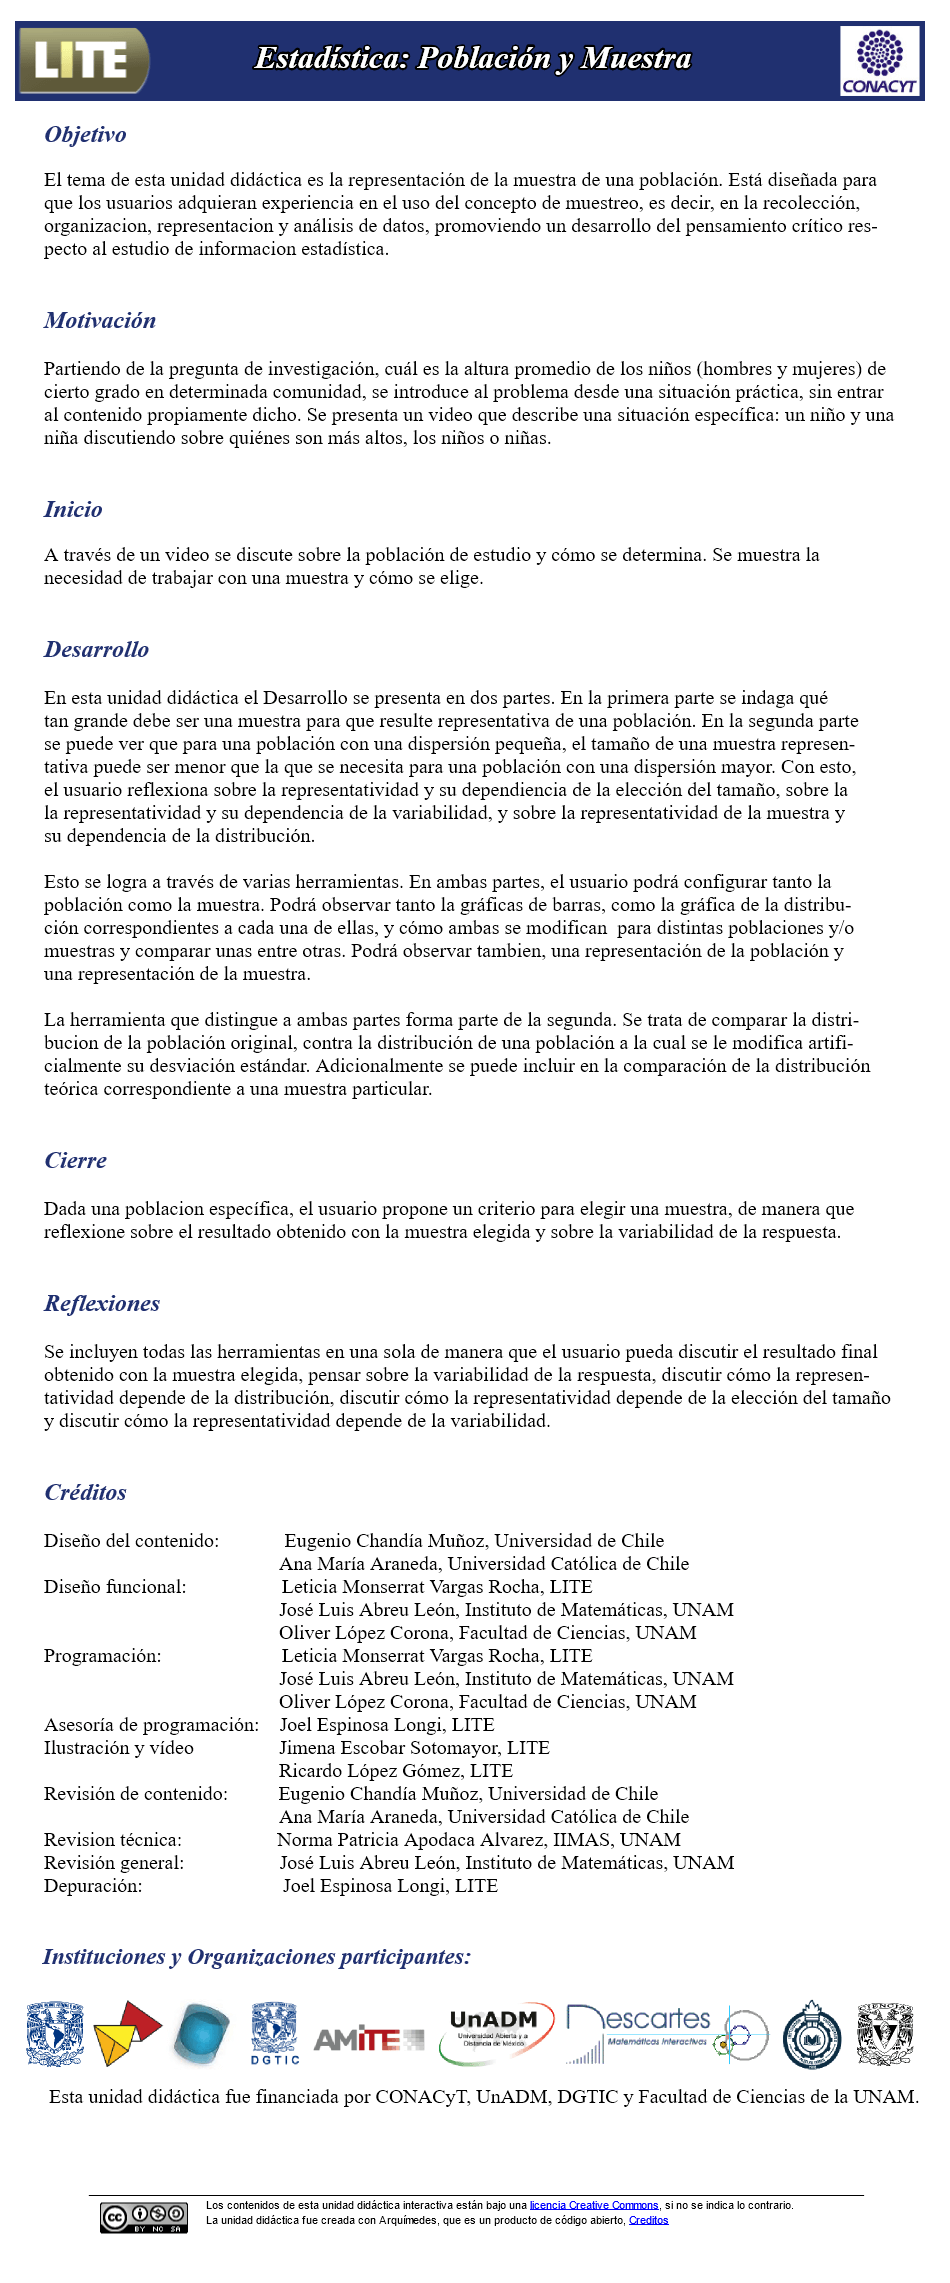 LITE
Estadística: Población y Muestra
CONACYT
Objetivo
El tema de esta unidad didáctica es la representación de la muestra de una población. Está diseñada para
que los usuarios adquieran experiencia en el uso del concepto de muestreo, es decir, en la recolección,
organizacion, representacion y análisis de datos, promoviendo un desarrollo del pensamiento crítico res-
pecto al estudio de informacion estadística.
Motivación
Partiendo de la pregunta de investigación, cuál es la altura promedio de los niños (hombres y mujeres) de
cierto grado en determinada comunidad, se introduce al problema desde una situación práctica, sin entrar
al contenido propiamente dicho. Se presenta un video que describe una situación específica: un niño y una
niña discutiendo sobre quiénes son más altos, los niños o niñas.
Inicio
A través de un video se discute sobre la población de estudio y cómo se determina. Se muestra la
necesidad de trabajar con una muestra y cómo se elige.
Desarrollo
En esta unidad didáctica el Desarrollo se presenta en dos partes. En la primera parte se indaga qué
tan grande debe ser una muestra para que resulte representativa de una población. En la segunda parte
se puede ver que para una población con una dispersión pequeña, el tamaño de una muestra represen-
tativa puede ser menor que la que se necesita para una población con una dispersión mayor. Con esto,
el usuario reflexiona sobre la representatividad y su dependiencia de la elección del tamaño, sobre la
la representatividad y su dependencia de la variabilidad, y sobre la representatividad de la muestra y
su dependencia de la distribución.
Esto se logra a través de varias herramientas. En ambas partes, el usuario podrá configurar tanto la
población como la muestra. Podrá observar tanto la gráficas de barras, como la gráfica de la distribu-
ción correspondientes a cada una de ellas, y cómo ambas se modifican  para distintas poblaciones y/o
muestras y comparar unas entre otras. Podrá observar tambien, una representación de la población y
una representación de la muestra.
La herramienta que distingue a ambas partes forma parte de la segunda. Se trata de comparar la distri-
bucion de la población original, contra la distribución de una población a la cual se le modifica artifi-
cialmente su desviación estándar. Adicionalmente se puede incluir en la comparación de la distribución
teórica correspondiente a una muestra particular.
Cierre
Dada una poblacion específica, el usuario propone un criterio para elegir una muestra, de manera que
reflexione sobre el resultado obtenido con la muestra elegida y sobre la variabilidad de la respuesta.
Reflexiones
Se incluyen todas las herramientas en una sola de manera que el usuario pueda discutir el resultado final
obtenido con la muestra elegida, pensar sobre la variabilidad de la respuesta, discutir cómo la represen-
tatividad depende de la distribución, discutir cómo la representatividad depende de la elección del tamaño
y discutir cómo la representatividad depende de la variabilidad.
Créditos
Diseño del contenido: Eugenio Chandía Muñoz, Universidad de Chile
Ana María Araneda, Universidad Católica de Chile
Diseño funcional: Leticia Monserrat Vargas Rocha, LITE
José Luis Abreu León, Instituto de Matemáticas, UNAM
Oliver López Corona, Facultad de Ciencias, UNAM
Programación: Leticia Monserrat Vargas Rocha, LITE
José Luis Abreu León, Instituto de Matemáticas, UNAM
Oliver López Corona, Facultad de Ciencias, UNAM
Asesoría de programación: Joel Espinosa Longi, LITE
Ilustración y vídeo Jimena Escobar Sotomayor, LITE
Ricardo López Gómez, LITE
Revisión de contenido: Eugenio Chandía Muñoz, Universidad de Chile
Ana María Araneda, Universidad Católica de Chile
Revision técnica: Norma Patricia Apodaca Alvarez, IIMAS, UNAM
Revisión general: José Luis Abreu León, Instituto de Matemáticas, UNAM
Depuración: Joel Espinosa Longi, LITE
Instituciones y Organizaciones participantes:
DGTIC
AMITE
UnADM
Universidad Abierta y a
Distancia de México
Descartes
Matemáticas Interactivas
CIENCIAS
Esta unidad didáctica fue financiada por CONACyT, UnADM, DGTIC y Facultad de Ciencias de la UNAM.
cc BY NC SA
Los contenidos de esta unidad didáctica interactiva están bajo una licencia Creative Commons, si no se indica lo contrario.
La unidad didáctica fue creada con Arquímedes, que es un producto de código abierto, Creditos